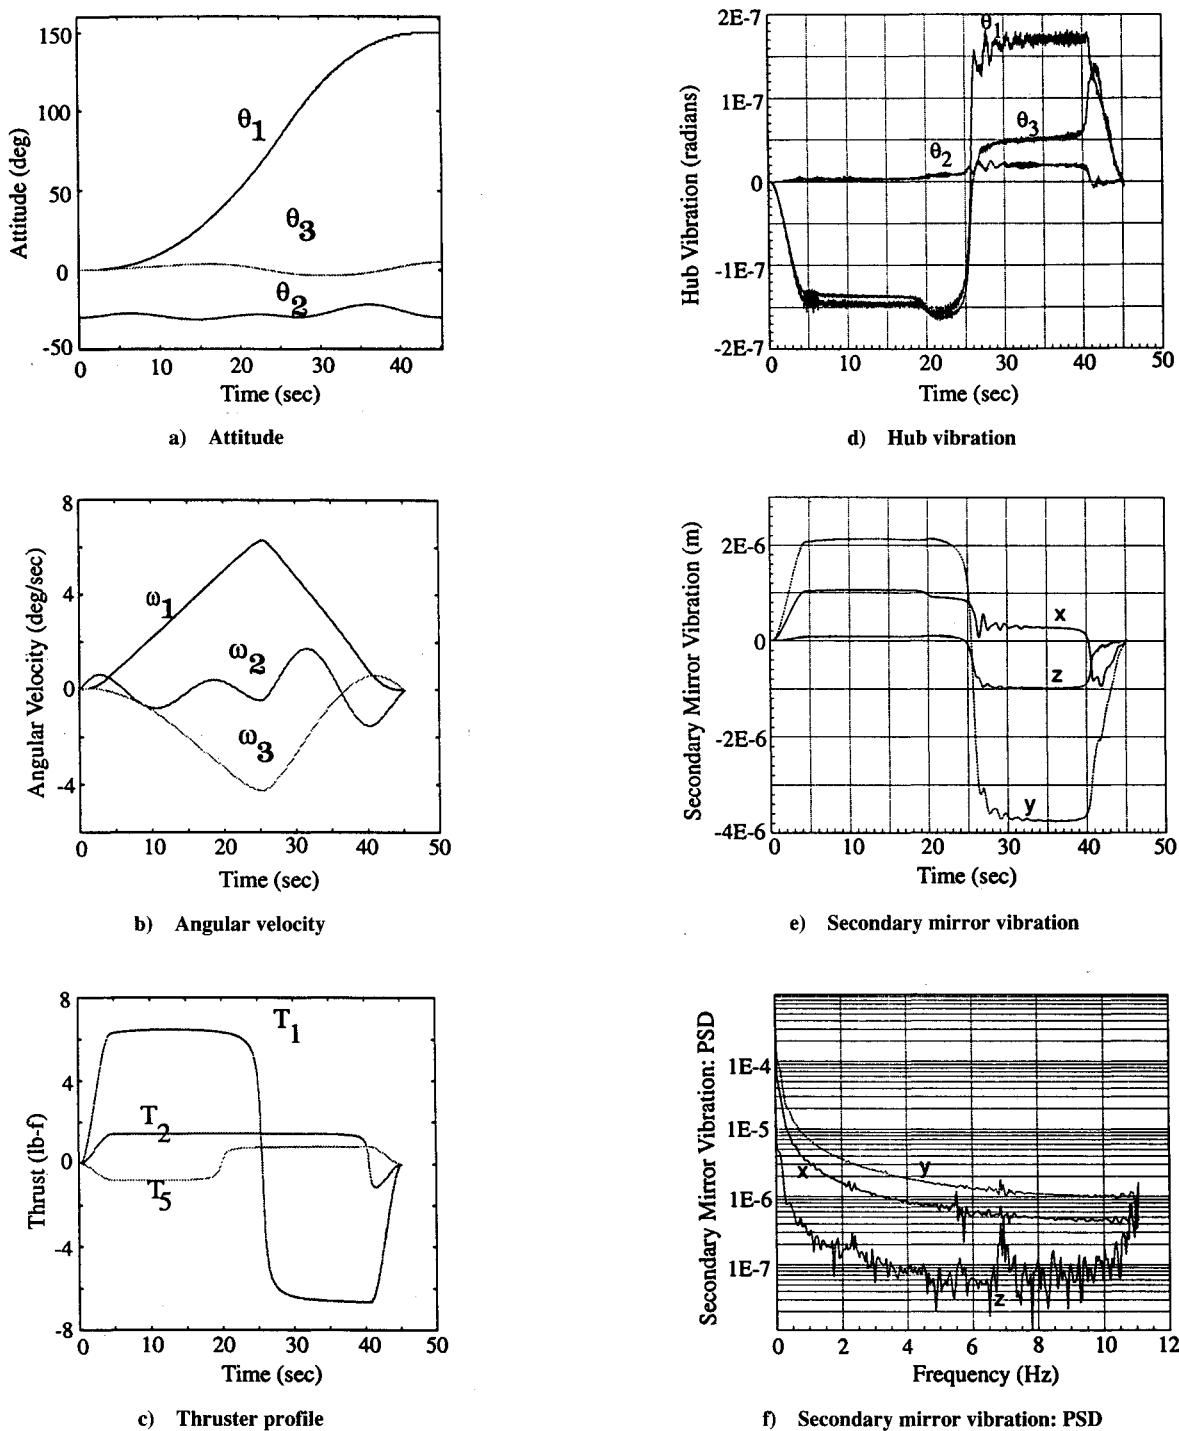 150
100
50
0
-50
Attitude (deg)
θ1
θ3
θ2
0 10 20 30 40
Time (sec)
a) Attitude
2E-7
1E-7
0
-1E-7
-2E-7
Hub Vibration (radians)
θ1
θ3
θ2
0 10 20 30 40 50
Time (sec)
d) Hub vibration
8
4
0
-4
Angular Velocity (deg/sec)
ω1
ω2
ω3
0 10 20 30 40 50
Time (sec)
b) Angular velocity
2E-6
0
-2E-6
-4E-6
Secondary Mirror Vibration (m)
x
z
y
0 10 20 30 40 50
Time (sec)
e) Secondary mirror vibration
8
4
0
-4
-8
Thrust (lb-f)
T1
T2
T5
0 10 20 30 40 50
Time (sec)
c) Thruster profile
1E-4
1E-5
1E-6
1E-7
Secondary Mirror Vibration: PSD
y
x
z
0 2 4 6 8 10 12
Frequency (Hz)
f) Secondary mirror vibration: PSD